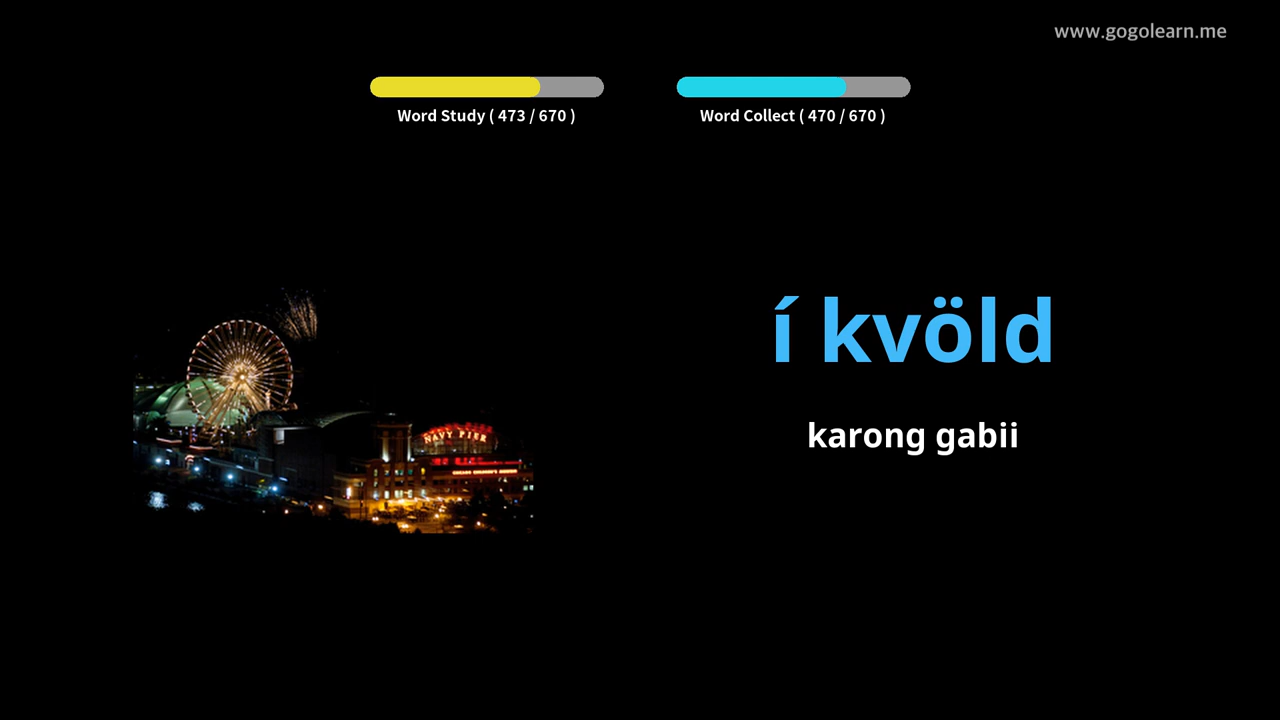 www.gogolearn.me
Word Study ( 473 / 670 )
Word Collect ( 470 / 670 )
í kvöld
karong gabii
NAVY PIER